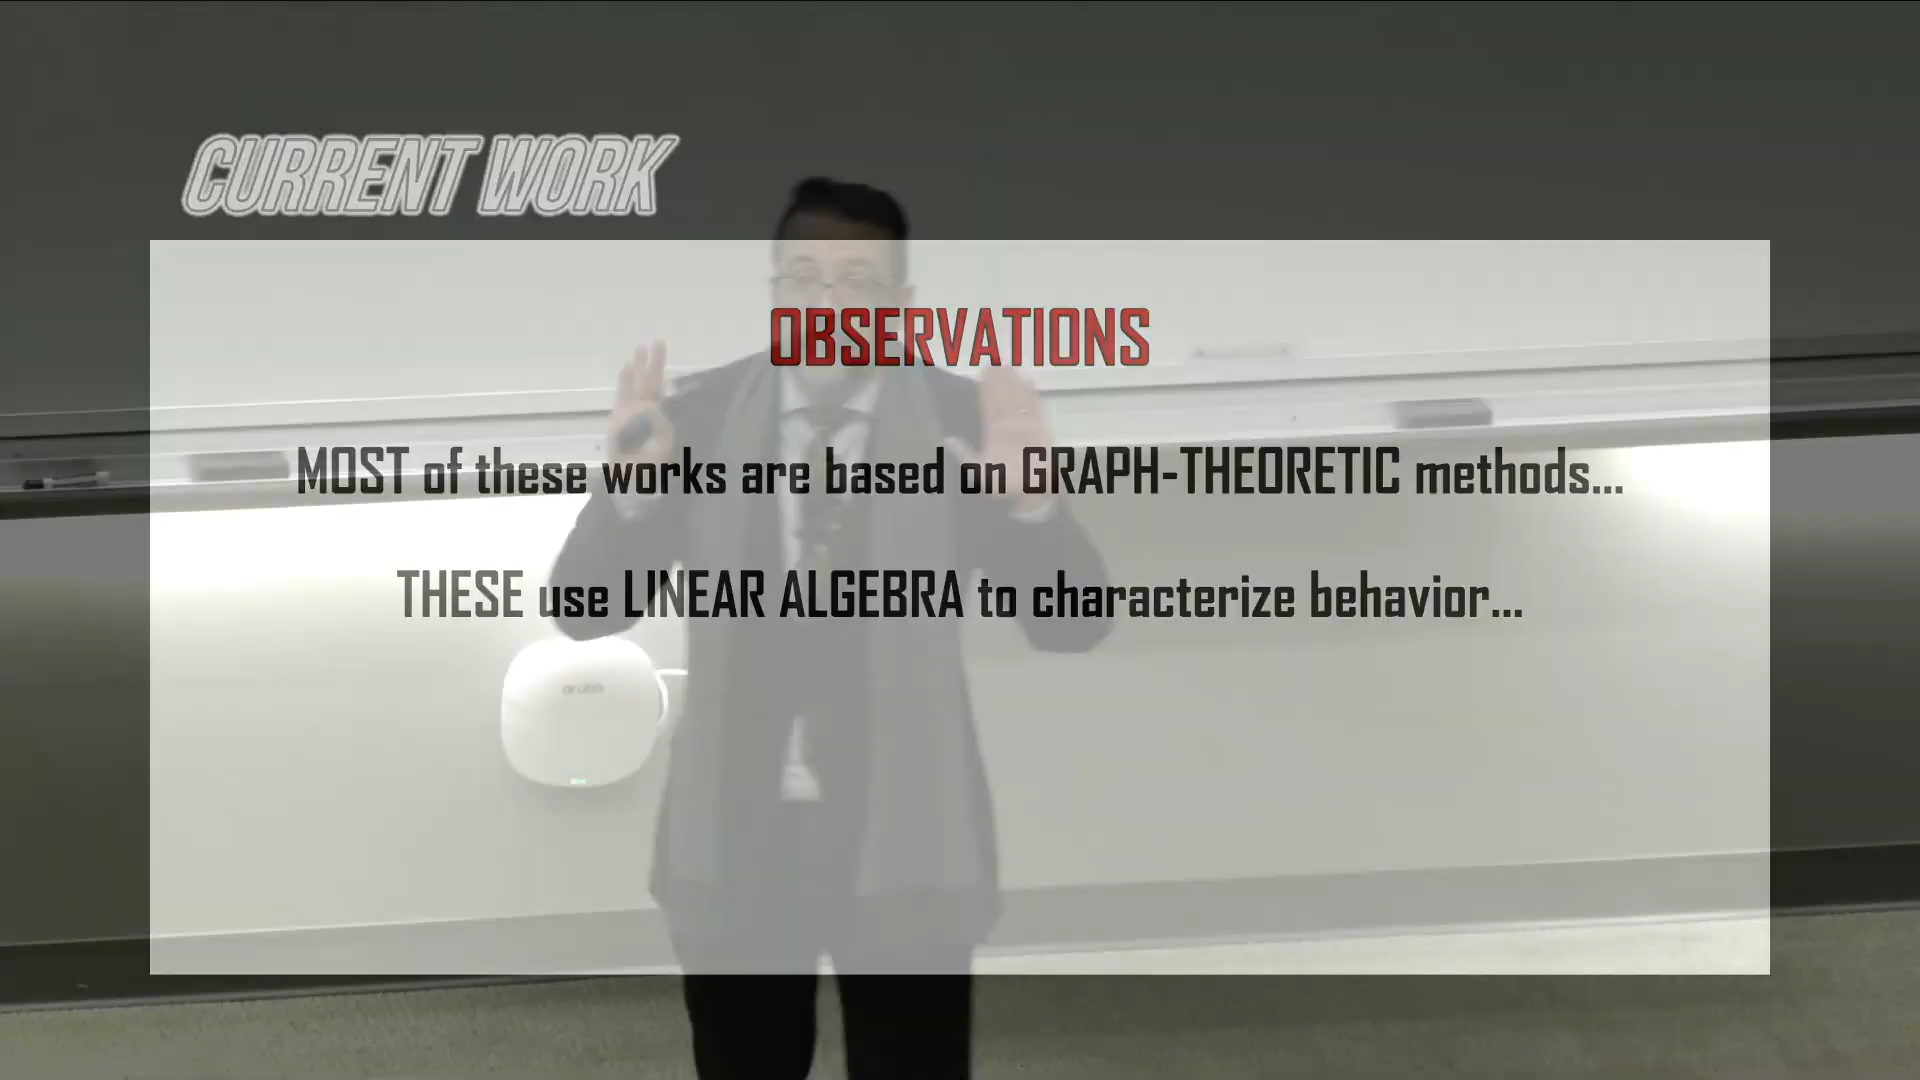 CURRENT WORK
OBSERVATIONS
MOST of these works are based on GRAPH-THEORETIC methods...
THESE use LINEAR ALGEBRA to characterize behavior...
aruba